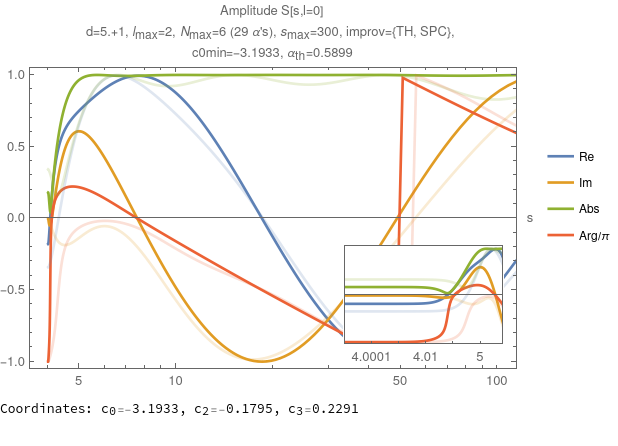 Amplitude S[s,l=0]
d=5.+1, lmax=2, Nmax=6 (29 α's), smax=300, improv={TH, SPC},
c0min=−3.1933, αth=0.5899
1.0
0.5
0.0
−0.5
−1.0
s
Re
Im
Abs
Arg/π
4.0001 4.01 5
5 10 50 100
Coordinates: c0=−3.1933, c2=−0.1795, c3=0.2291